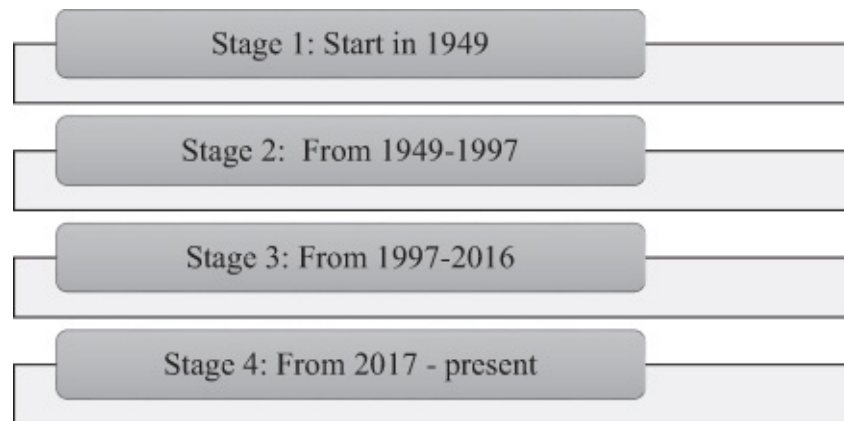 Stage 1: Start in 1949
Stage 2: From 1949-1997
Stage 3: From 1997-2016
Stage 4: From 2017 - present